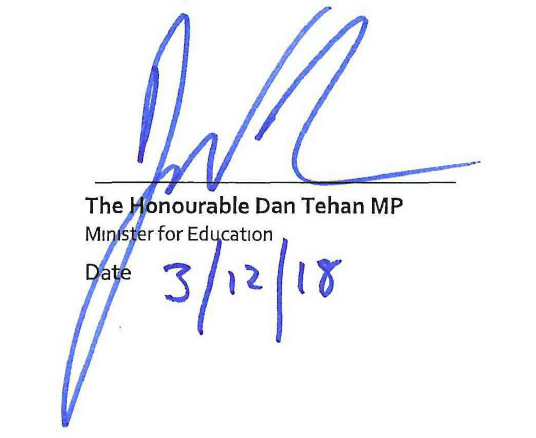 The Honourable Dan Tehan MP
Minister for Education
Date 3/12/18